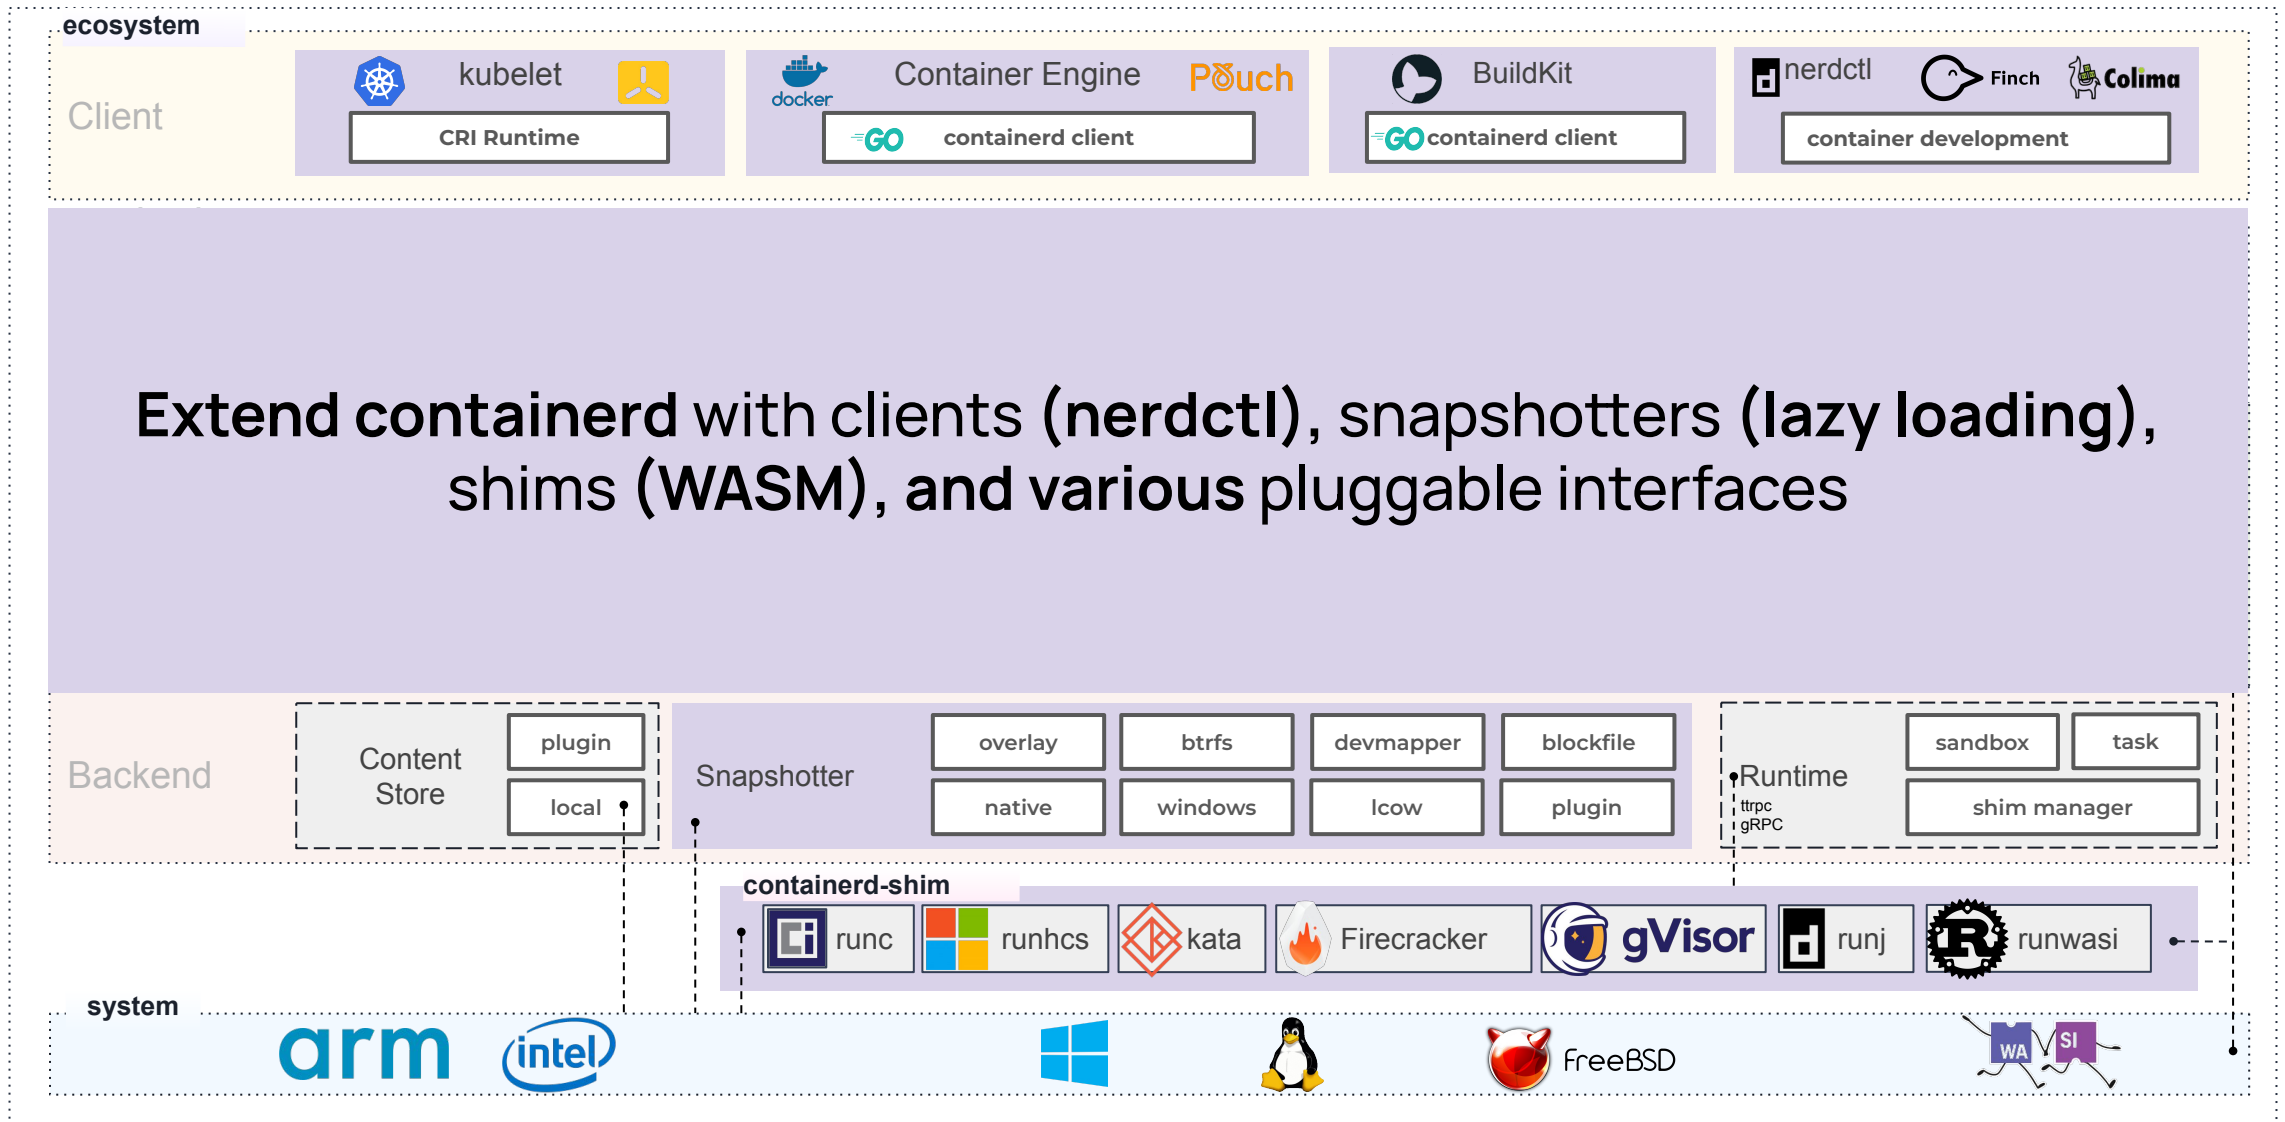 ecosystem
Client
kubelet
CRI Runtime
docker
Container Engine
Pouch
GO containerd client
BuildKit
GO containerd client
nerdctl
Finch
Colima
container development
Extend containerd with clients (nerdctl), snapshotters (lazy loading),
shims (WASM), and various pluggable interfaces
Backend
Content
Store
plugin
local
Snapshotter
overlay
btrfs
devmapper
blockfile
native
windows
lcow
plugin
Runtime
ttrpc
gRPC
sandbox
task
shim manager
containerd-shim
runc
runhcs
kata
Firecracker
gVisor
runj
runwasi
system
arm
intel
FreeBSD
WA
SI